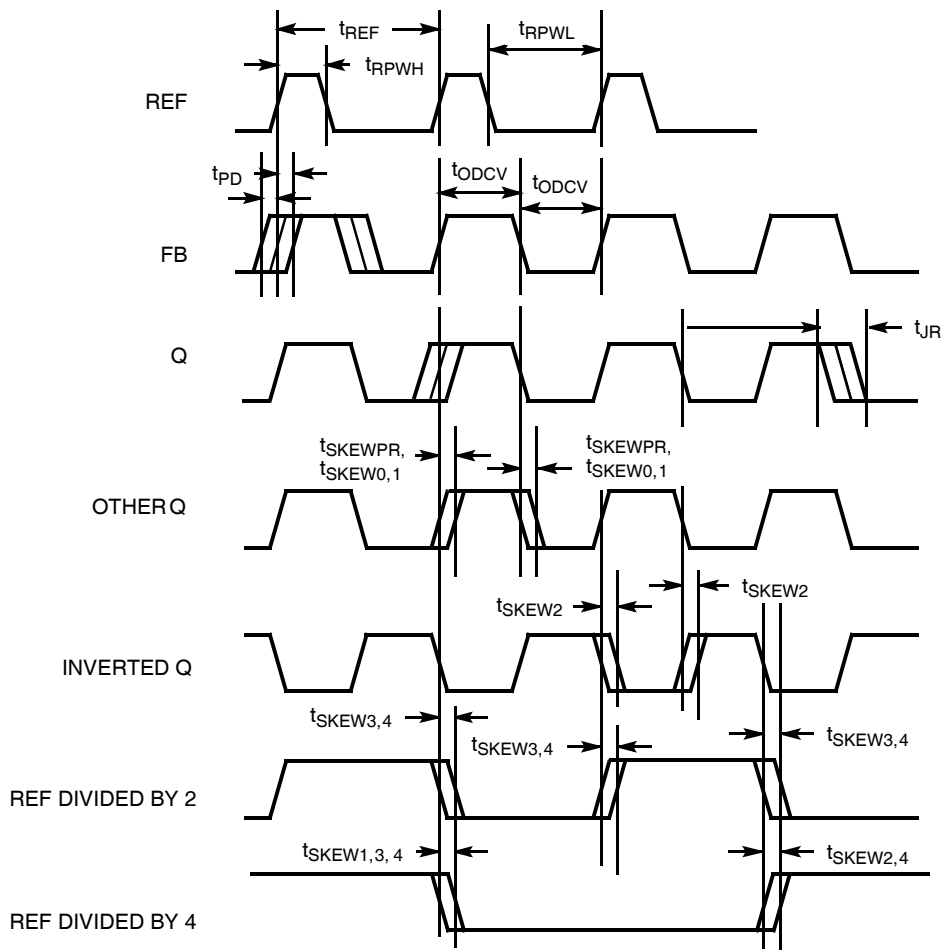 tREF
tRPWL
tRPWH
REF
tPD
tODCV
tODCV
FB
tJR
Q
tSKEWPR,
tSKEW0,1
tSKEWPR,
tSKEW0,1
OTHER Q
tSKEW2
tSKEW2
INVERTED Q
tSKEW3,4
tSKEW3,4
tSKEW3,4
REF DIVIDED BY 2
tSKEW1,3, 4
tSKEW2,4
REF DIVIDED BY 4